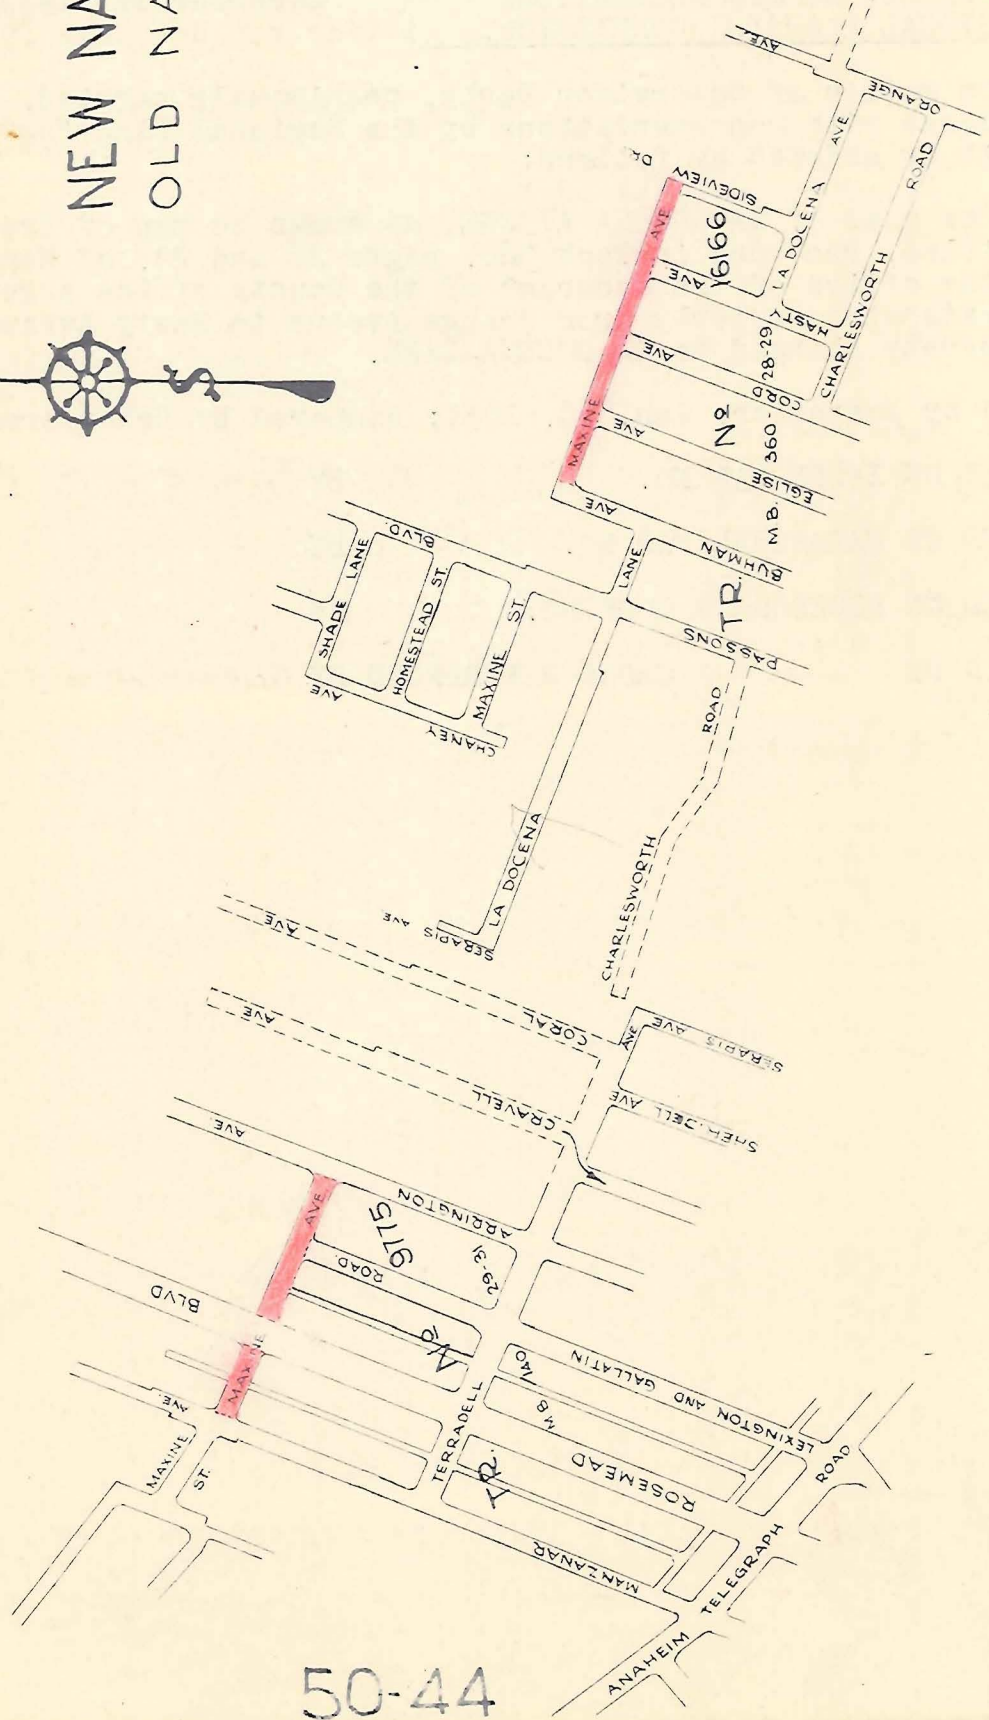 NEW NA
OLD NA
S
AVE.
ORANGE
LA DOCENA AVE
CHARLESWORTH ROAD
SIDEVIEW DR
MAXINE AVE
HASTY AVE.
CORD AVE
EGLISE AVE
BUHMAN AVE
TR. Nº 16166
M.B. 360-28-29
LANE
PASSONS BLVD.
SHADE LANE
HOMESTEAD ST.
MAXINE ST.
CHANEY AVE
LA DOCENA
SERAPIS AVE
CHARLESWORTH ROAD
CORAL AVE
CRAVELL AVE
AVE
SERAPIS AVE
SHENDELL AVE
ARRINGTON AVE.
MAXINE AVE
ROAD.
TR. Nº 9175
MB 140 29-31
BLVD
MAXINE ST.
AVE.
TERRADELL
LEXINGTON AND GALLATIN
ROSEMEAD
MANZANAR
ANAHEIM TELEGRAPH ROAD
50-44